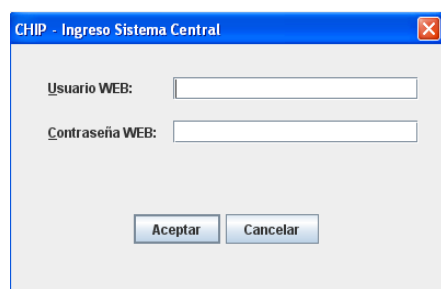 CHIP - Ingreso Sistema Central
Usuario WEB:
Contraseña WEB:
Aceptar Cancelar